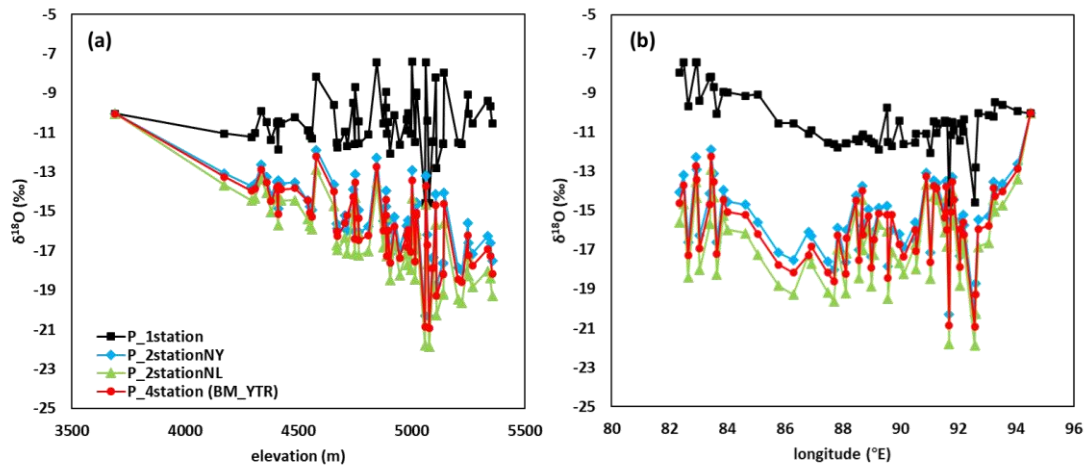 -5
-7
-9
-11
-13
-15
-17
-19
-21
-23
-25
δ¹⁸O (‰)
(a)
P_1station
P_2stationNY
P_2stationNL
P_4station (BM_YTR)
3500 4000 4500 5000 5500
elevation (m)
-5
-7
-9
-11
-13
-15
-17
-19
-21
-23
-25
δ¹⁸O (‰)
(b)
80 82 84 86 88 90 92 94 96
longitude (°E)